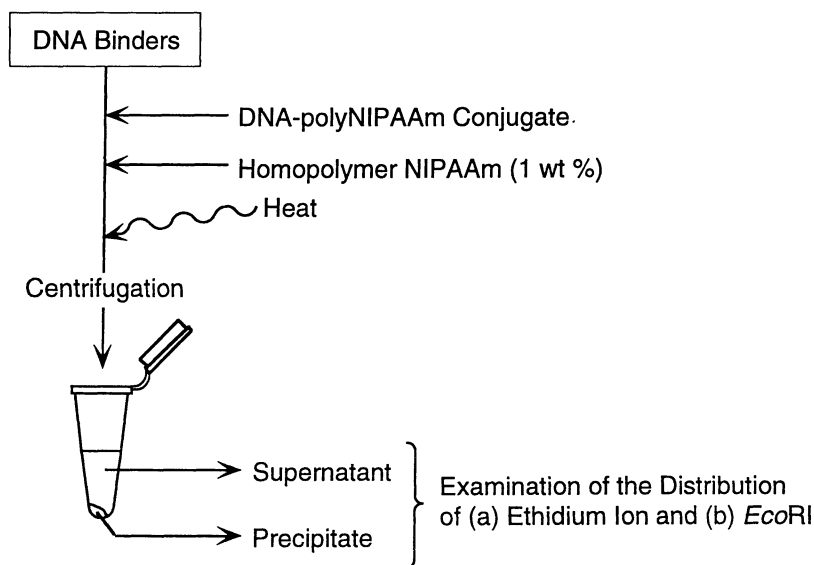 DNA Binders
DNA-polyNIPAAm Conjugate.
Homopolymer NIPAAm (1 wt %)
Heat
Centrifugation
Supernatant
Precipitate
Examination of the Distribution
of (a) Ethidium Ion and (b) EcoRI